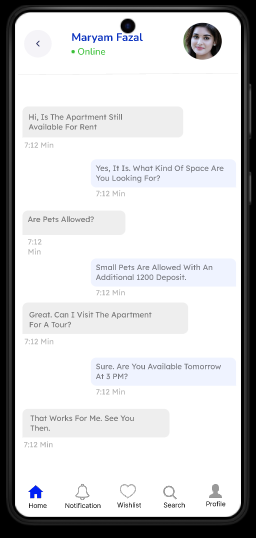 Maryam Fazal
Online
Hi, Is The Apartment Still
Available For Rent
7:12 Min
Yes, It Is. What Kind Of Space Are
You Looking For?
7:12 Min
Are Pets Allowed?
7:12
Min
Small Pets Are Allowed With An
Additional 1200 Deposit.
7:12 Min
Great. Can I Visit The Apartment
For A Tour?
7:12 Min
Sure. Are You Available Tomorrow
At 3 PM?
7:12 Min
That Works For Me. See You
Then.
7:12 Min
Home Notification Wishlist Search Profile